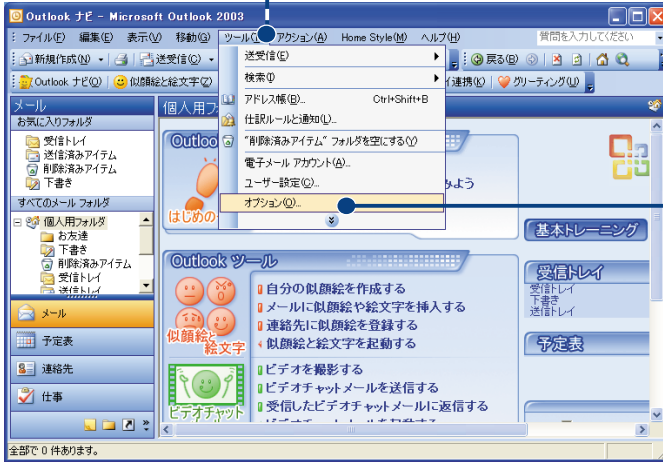 Outlook ナビ - Microsoft Outlook 2003
ファイル(F) 編集(E) 表示(V) 移動(G) ツール(T) アクション(A) Home Style(M) ヘルプ(H) 質問を入力してください
新規作成(N) 送受信(C) 戻る(B)
Outlook ナビ(Q) 似顔絵と絵文字(Z) 連携(K) グリーティング(U)
送受信(E)
検索(I)
アドレス帳(B)... Ctrl+Shift+B
仕訳ルールと通知(L)...
"削除済みアイテム" フォルダを空にする(Y)
電子メール アカウント(A)...
ユーザー設定(C)...
オプション(O)...
メール
お気に入りフォルダ
受信トレイ
送信済みアイテム
削除済みアイテム
下書き
すべてのメール フォルダ
個人用フォルダ
お友達
下書き
削除済みアイテム
受信トレイ
送信トレイ
メール
予定表
連絡先
仕事
個人用フ
Outloo
みよう
はじめの
Outlook ツール
自分の似顔絵を作成する
メールに似顔絵や絵文字を挿入する
連絡先に似顔絵を登録する
似顔絵と絵文字を起動する
似顔絵と
絵文字
ビデオを撮影する
ビデオチャットメールを送信する
受信したビデオチャットメールに返信する
ビデオチャット
基本トレーニング
受信トレイ
受信トレイ
下書き
送信トレイ
予定表
全部で 0 件あります。